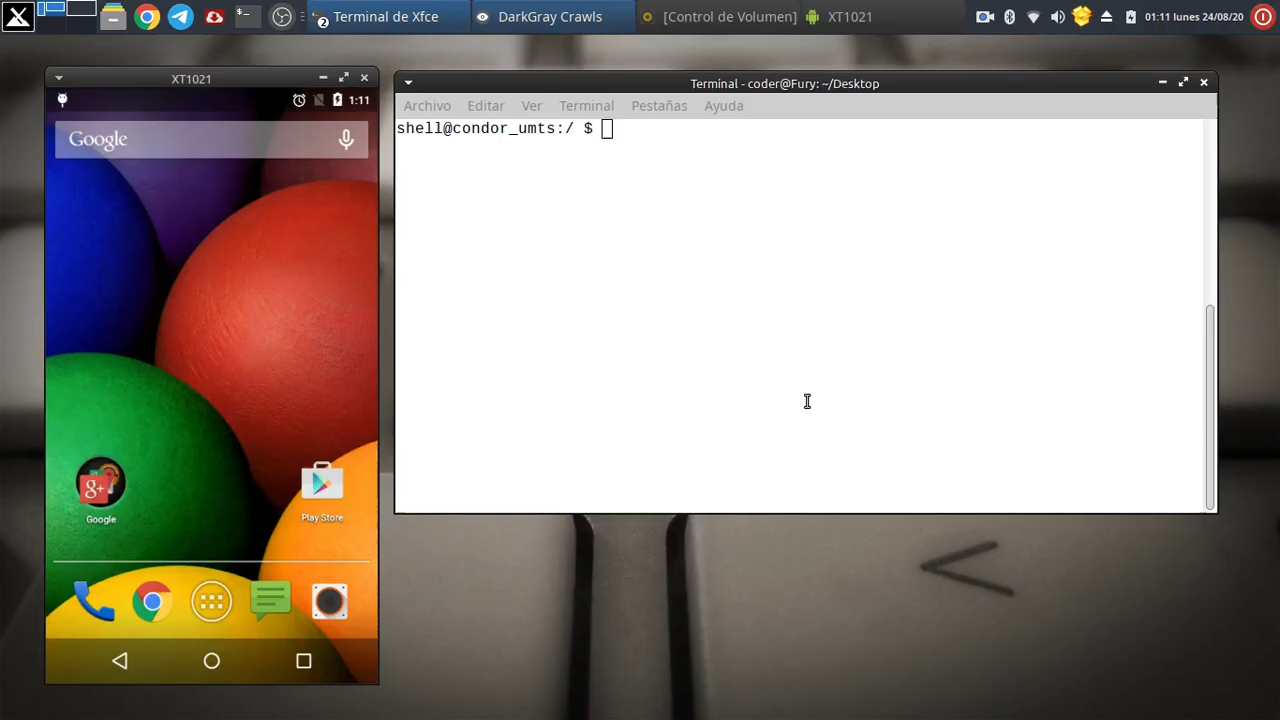 Terminal de Xfce
2
DarkGray Crawls
[Control de Volumen]
XT1021
01:11 lunes 24/08/20
XT1021
1:11
Google
g+
Google
Play Store
Terminal - coder@Fury: ~/Desktop
Archivo Editar Ver Terminal Pestañas Ayuda
shell@condor_umts:/ $